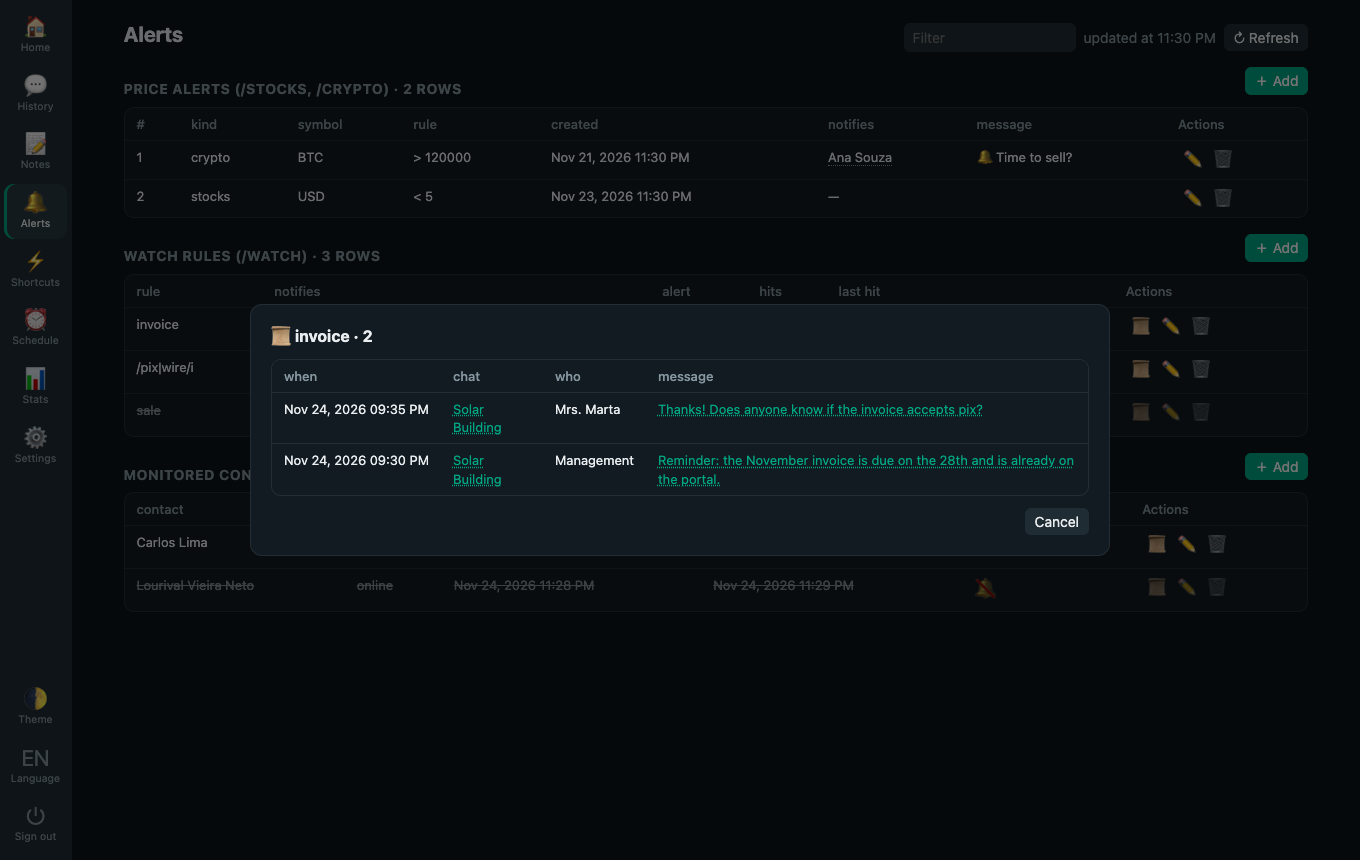 Home
History
Notes
Alerts
Shortcuts
Schedule
Stats
Settings
Theme
EN
Language
Sign out
Alerts
Filter
updated at 11:30 PM
Refresh
PRICE ALERTS (/STOCKS, /CRYPTO) · 2 ROWS
+ Add
# kind symbol rule created notifies message Actions
1 crypto BTC > 120000 Nov 21, 2026 11:30 PM Ana Souza 🔔 Time to sell?
2 stocks USD < 5 Nov 23, 2026 11:30 PM —
WATCH RULES (/WATCH) · 3 ROWS
+ Add
rule notifies alert hits last hit Actions
invoice
/pix|wire/i
sale
invoice · 2
when chat who message
Nov 24, 2026 09:35 PM Solar Mrs. Marta Thanks! Does anyone know if the invoice accepts pix?
Building
Nov 24, 2026 09:30 PM Solar Management Reminder: the November invoice is due on the 28th and is already on
Building the portal.
Cancel
MONITORED CON
+ Add
contact Actions
Carlos Lima
Lourival Vieira Neto online Nov 24, 2026 11:28 PM Nov 24, 2026 11:29 PM